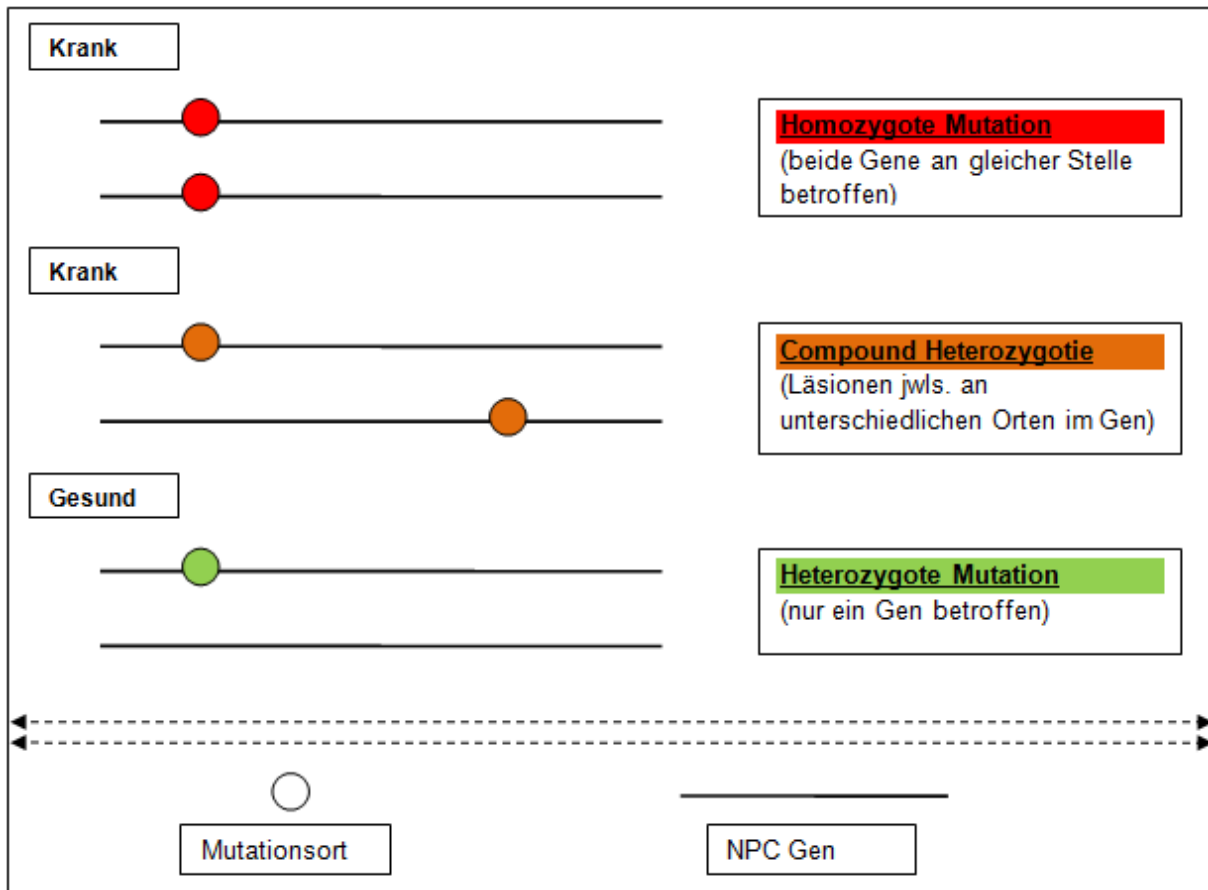 Krank
Homozygote Mutation
(beide Gene an gleicher Stelle
betroffen)
Krank
Compound Heterozygotie
(Läsionen jwls. an
unterschiedlichen Orten im Gen)
Gesund
Heterozygote Mutation
(nur ein Gen betroffen)
Mutationsort
NPC Gen